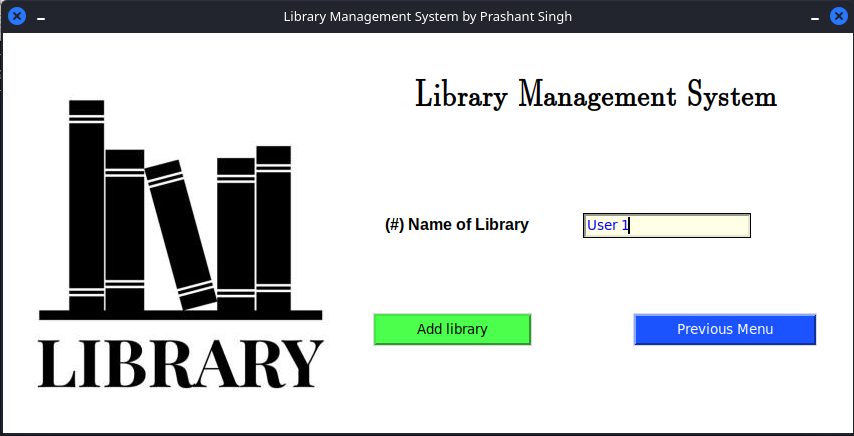 Library Management System by Prashant Singh
Library Management System
(#) Name of Library
User 1
Add library
Previous Menu
LIBRARY